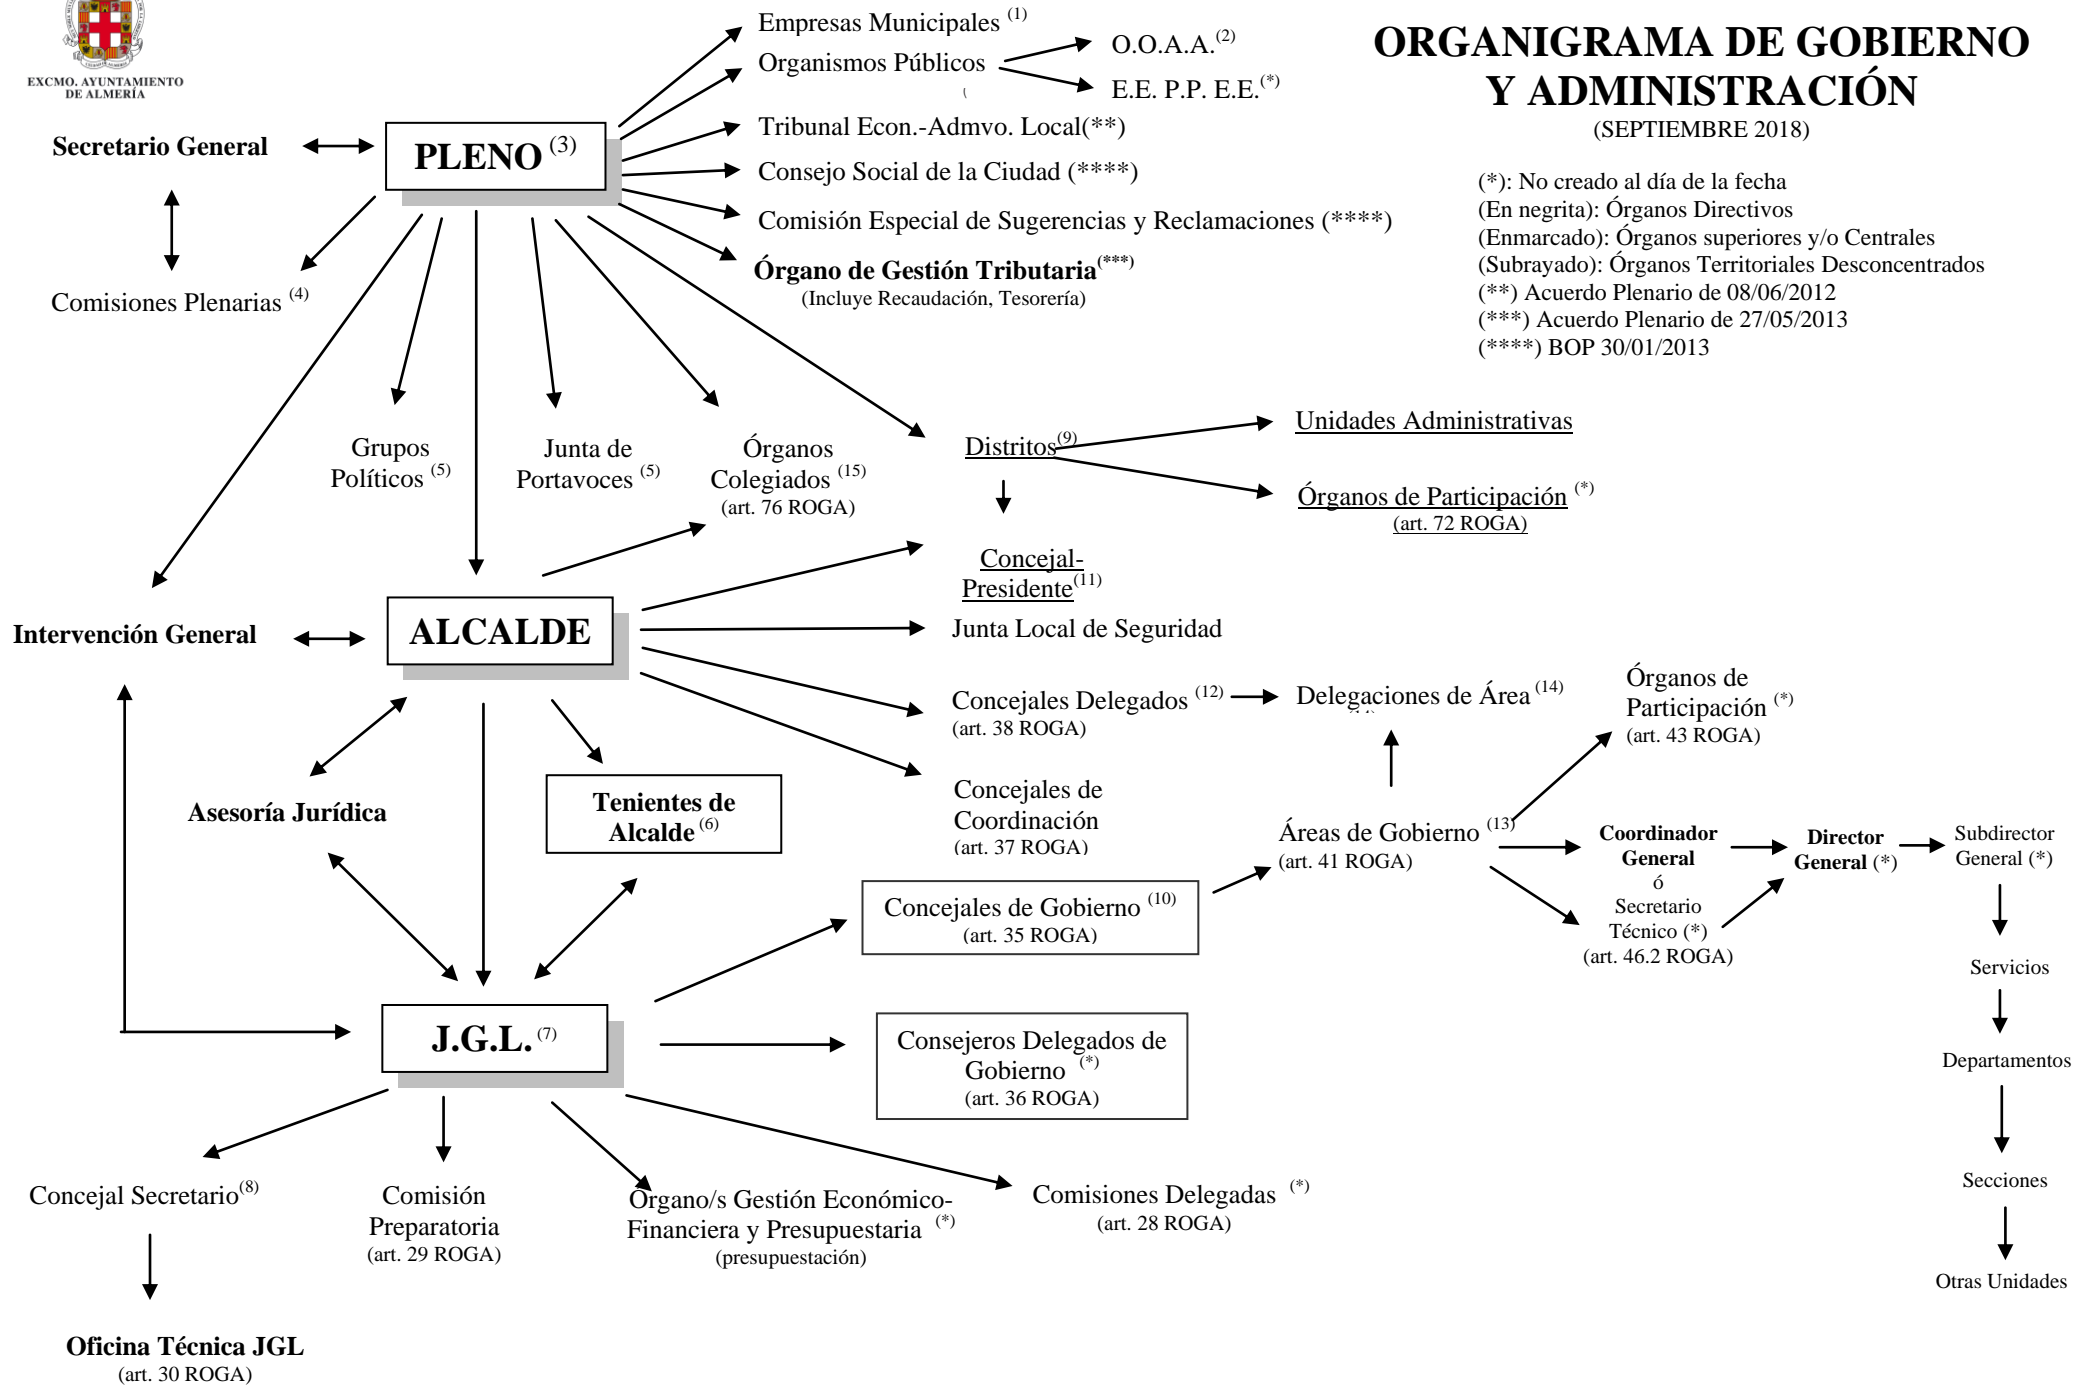 EXCMO. AYUNTAMIENTO
DE ALMERÍA
ORGANIGRAMA DE GOBIERNO
Y ADMINISTRACIÓN
(SEPTIEMBRE 2018)
(*): No creado al día de la fecha
(En negrita): Órganos Directivos
(Enmarcado): Órganos superiores y/o Centrales
(Subrayado): Órganos Territoriales Desconcentrados
(**) Acuerdo Plenario de 08/06/2012
(***) Acuerdo Plenario de 27/05/2013
(****) BOP 30/01/2013
Empresas Municipales (1)
Organismos Públicos
O.O.A.A.(2)
E.E. P.P. E.E.(*)
Tribunal Econ.-Admvo. Local(**)
Consejo Social de la Ciudad (****)
Comisión Especial de Sugerencias y Reclamaciones (****)
Órgano de Gestión Tributaria(***)
(Incluye Recaudación, Tesorería)
Secretario General
PLENO (3)
Comisiones Plenarias (4)
Grupos
Políticos (5)
Junta de
Portavoces (5)
Órganos
Colegiados (15)
(art. 76 ROGA)
Distritos(9)
Unidades Administrativas
Órganos de Participación (*)
(art. 72 ROGA)
Concejal-
Presidente(11)
Intervención General
ALCALDE
Junta Local de Seguridad
Concejales Delegados (12)
(art. 38 ROGA)
Delegaciones de Área (14)
Órganos de
Participación (*)
(art. 43 ROGA)
Asesoría Jurídica
Tenientes de
Alcalde (6)
Concejales de
Coordinación
(art. 37 ROGA)
Áreas de Gobierno (13)
(art. 41 ROGA)
Coordinador
General
ó
Secretario
Técnico (*)
(art. 46.2 ROGA)
Director
General (*)
Subdirector
General (*)
Servicios
Departamentos
Secciones
Otras Unidades
Concejales de Gobierno (10)
(art. 35 ROGA)
J.G.L. (7)
Consejeros Delegados de
Gobierno (*)
(art. 36 ROGA)
Concejal Secretario(8)
Comisión
Preparatoria
(art. 29 ROGA)
Órgano/s Gestión Económico-
Financiera y Presupuestaria (*)
(presupuestación)
Comisiones Delegadas (*)
(art. 28 ROGA)
Oficina Técnica JGL
(art. 30 ROGA)